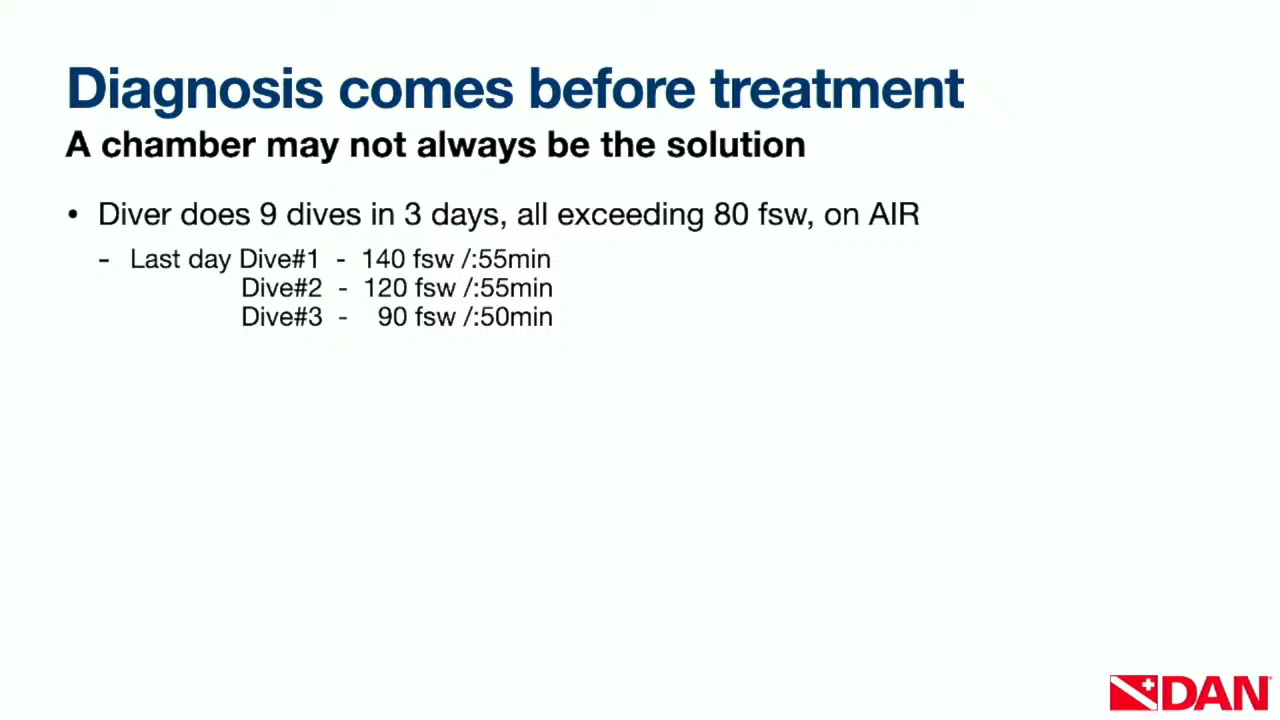 Diagnosis comes before treatment
A chamber may not always be the solution
• Diver does 9 dives in 3 days, all exceeding 80 fsw, on AIR
- Last day Dive#1 - 140 fsw /:55min
Dive#2 - 120 fsw /:55min
Dive#3 - 90 fsw /:50min
DAN